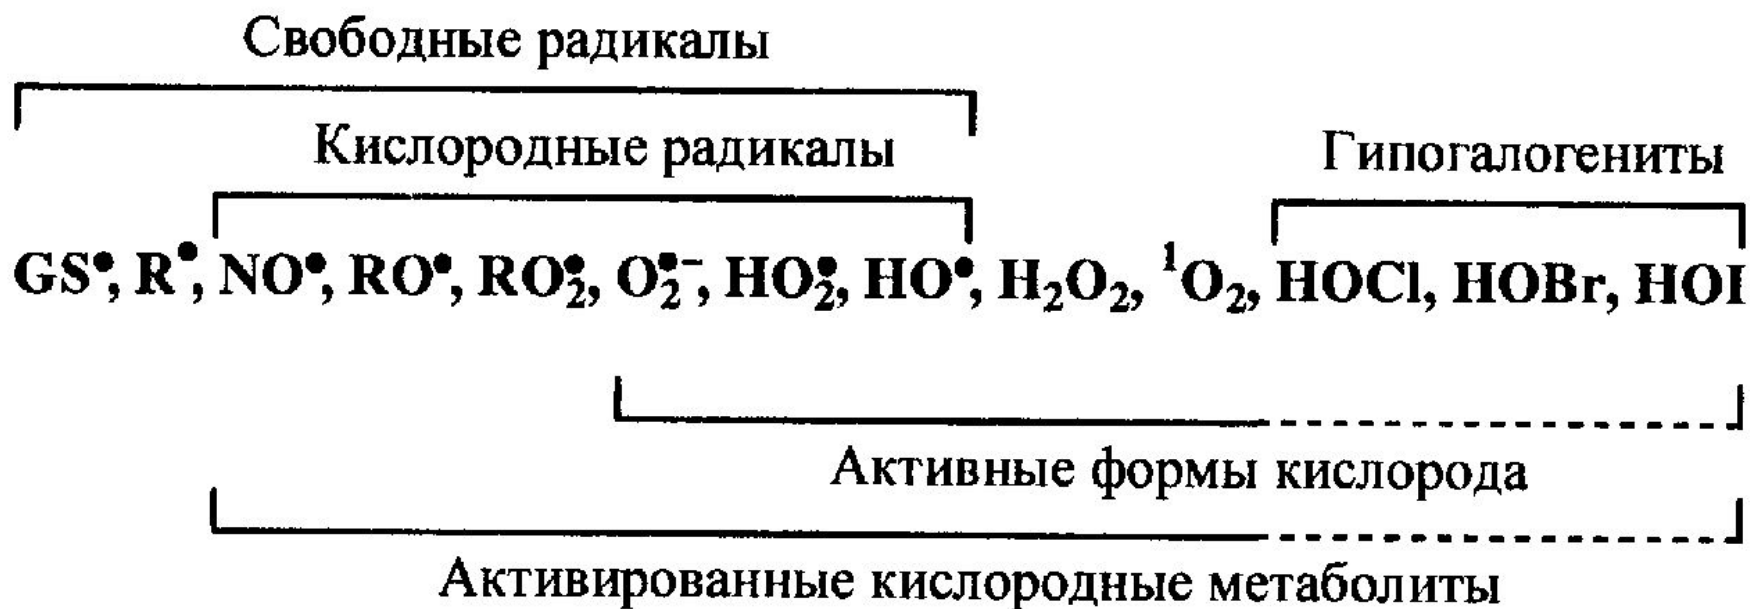 Свободные радикалы
Кислородные радикалы
Гипогалогениты
GS•, R•, NO•, RO•, RO₂•, O₂•⁻, HO₂•, HO•, H₂O₂, ¹O₂, HOCl, HOBr, HOI
Активные формы кислорода
Активированные кислородные метаболиты